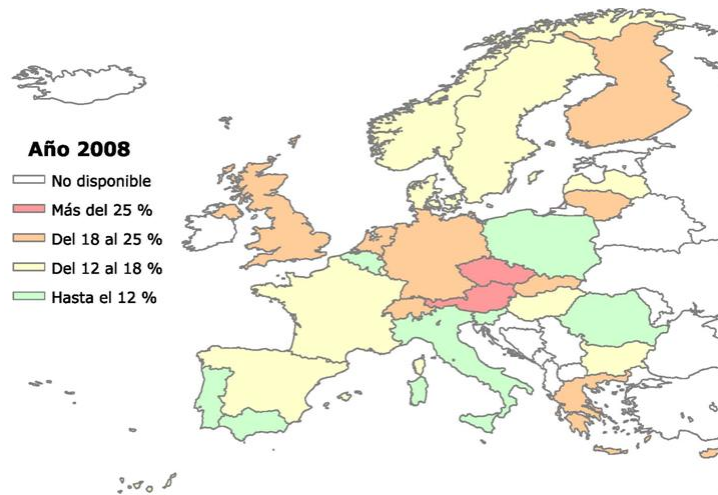 Año 2008
No disponible
Más del 25 %
Del 18 al 25 %
Del 12 al 18 %
Hasta el 12 %